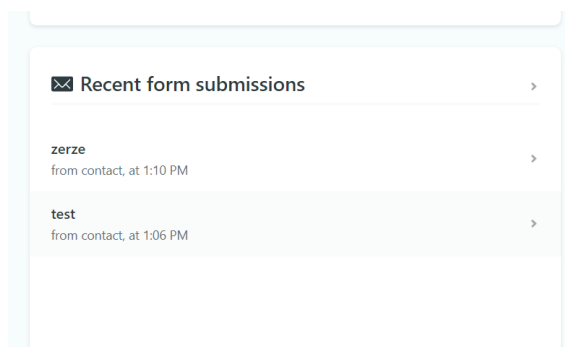 Recent form submissions
zerze
from contact, at 1:10 PM
test
from contact, at 1:06 PM